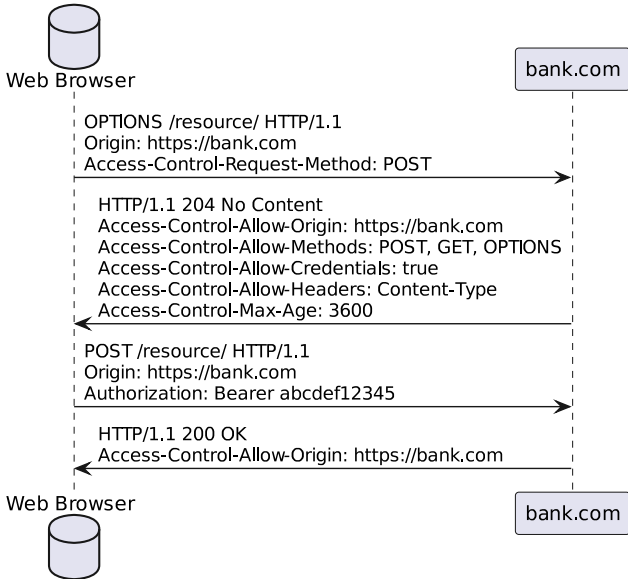 Web Browser
bank.com
OPTIONS /resource/ HTTP/1.1
Origin: https://bank.com
Access-Control-Request-Method: POST
HTTP/1.1 204 No Content
Access-Control-Allow-Origin: https://bank.com
Access-Control-Allow-Methods: POST, GET, OPTIONS
Access-Control-Allow-Credentials: true
Access-Control-Allow-Headers: Content-Type
Access-Control-Max-Age: 3600
POST /resource/ HTTP/1.1
Origin: https://bank.com
Authorization: Bearer abcdef12345
HTTP/1.1 200 OK
Access-Control-Allow-Origin: https://bank.com
Web Browser
bank.com